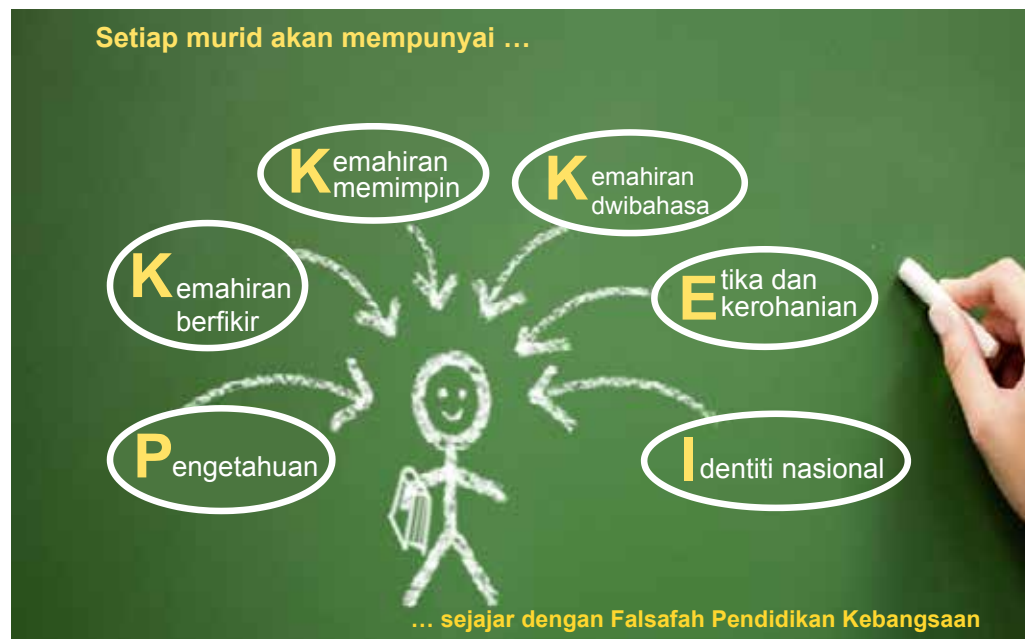 Setiap murid akan mempunyai …
Kemahiran
memimpin
Kemahiran
dwibahasa
Kemahiran
berfikir
Etika dan
kerohanian
Pengetahuan
Identiti nasional
… sejajar dengan Falsafah Pendidikan Kebangsaan